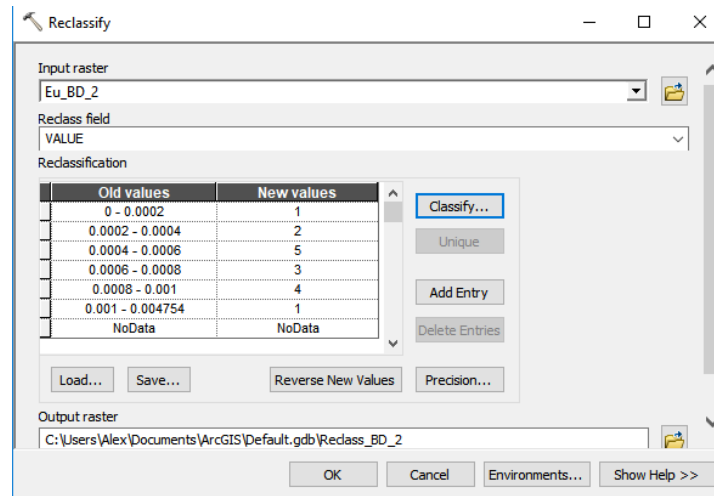 Reclassify
Input raster
Eu_BD_2
Reclass field
VALUE
Reclassification
Old values New values
0 - 0.0002 1
0.0002 - 0.0004 2
0.0004 - 0.0006 5
0.0006 - 0.0008 3
0.0008 - 0.001 4
0.001 - 0.004754 1
NoData NoData
Classify...
Unique
Add Entry
Delete Entries
Load... Save... Reverse New Values Precision...
Output raster
C:\Users\Alex\Documents\ArcGIS\Default.gdb\Reclass_BD_2
OK Cancel Environments... Show Help >>